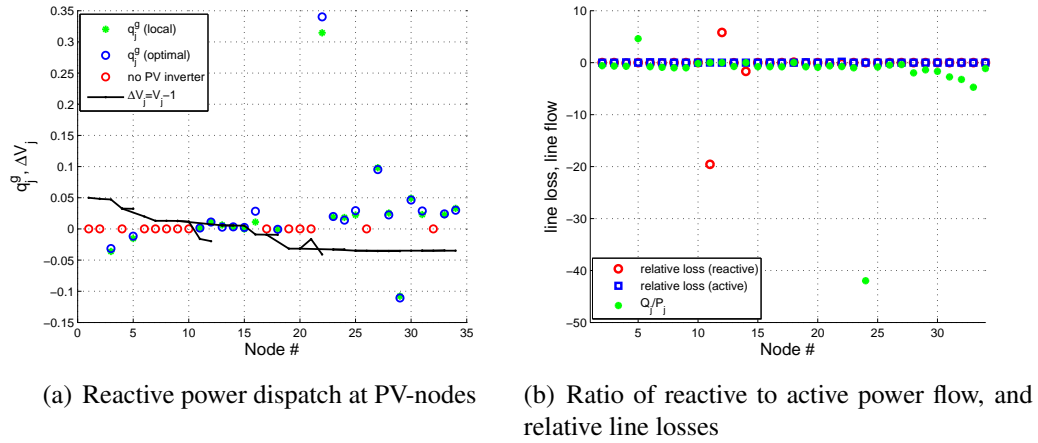 0.35
0.3
0.25
0.2
0.15
0.1
0.05
0
−0.05
−0.1
−0.15
0 5 10 15 20 25 30 35
q_j^g , ΔV_j
Node #
q_j^g (local)
q_j^g (optimal)
no PV inverter
ΔV_j=V_j−1
10
0
−10
−20
−30
−40
−50
5 10 15 20 25 30
line loss, line flow
Node #
relative loss (reactive)
relative loss (active)
Q_j/P_j
(a) Reactive power dispatch at PV-nodes
(b) Ratio of reactive to active power flow, and
relative line losses